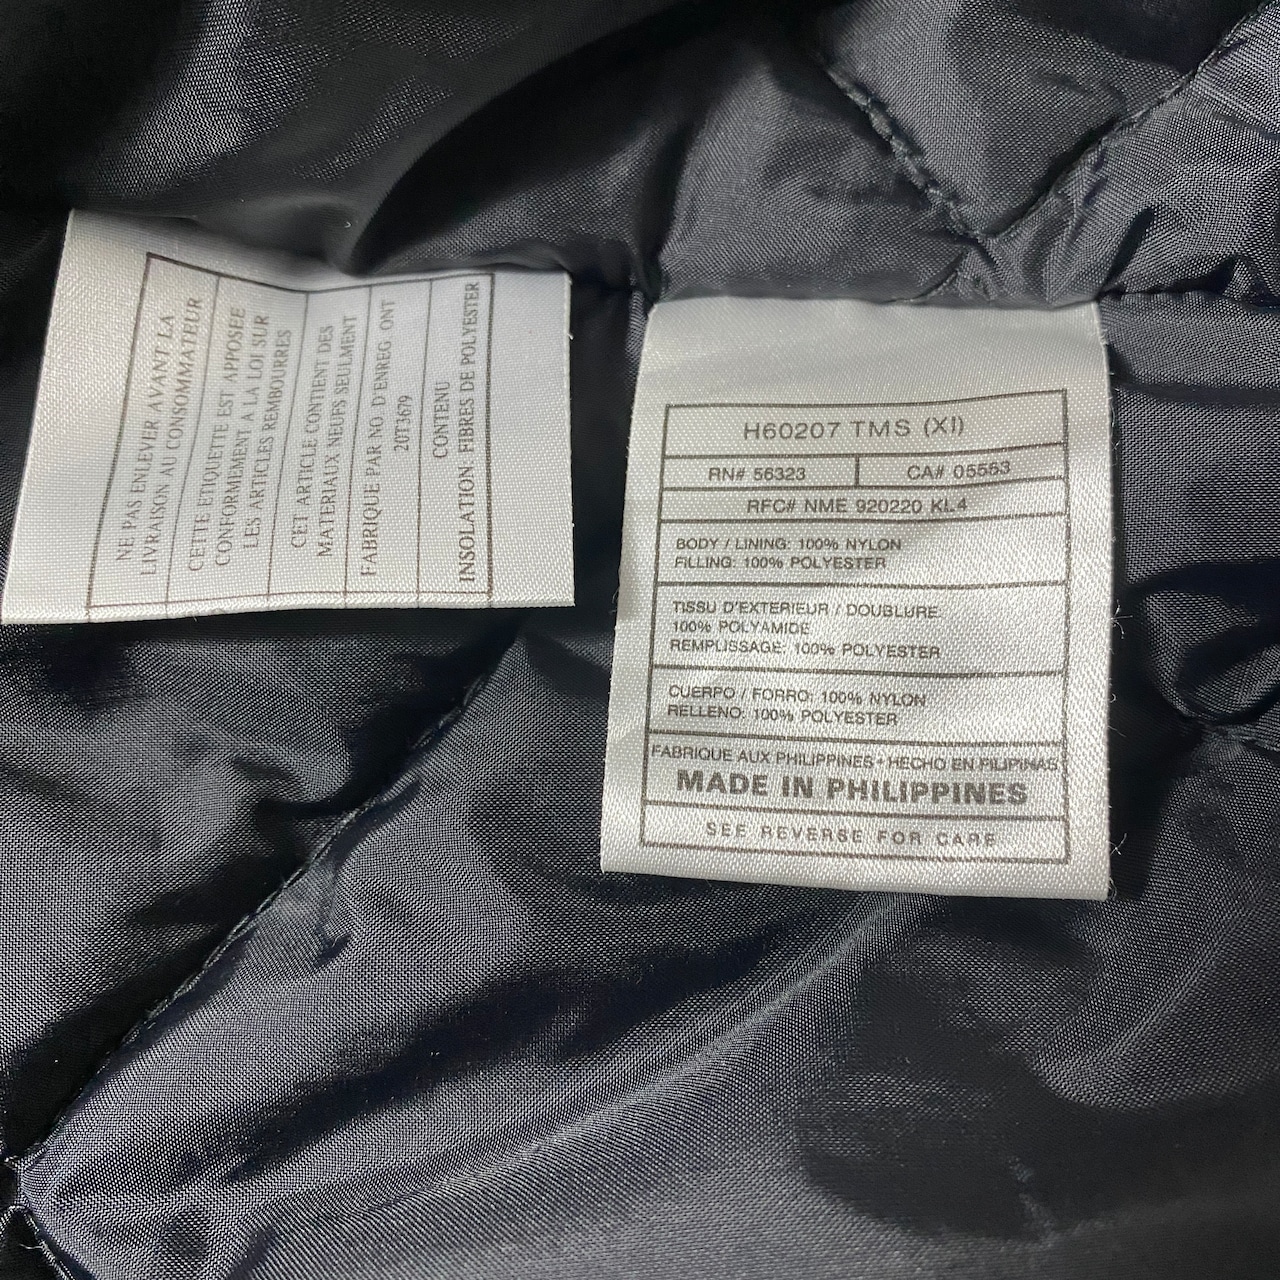 NE PAS ENLEVER AVANT LA
LIVRAISON AU CONSOMMATEUR
CETTE ETIQUETTE EST APPOSEE
CONFORMEMENT A LA LOI SUR
LES ARTICLES REMBOURRES
CET ARTICLE CONTIENT DES
MATERIAUX NEUFS SEULMENT
FABRIQUE PAR NO. D'ENREG ONT
20T3679
CONTENU
INSOLATION. FIBRES DE POLYESTER
H60207 TMS (XI)
RN# 56323
CA# 05553
RFC# NME 920220 KL4
BODY / LINING: 100% NYLON
FILLING: 100% POLYESTER
TISSU D'EXTERIEUR / DOUBLURE:
100% POLYAMIDE
REMPLISSAGE: 100% POLYESTER
CUERPO / FORRO: 100% NYLON
RELLENO: 100% POLYESTER
FABRIQUE AUX PHILIPPINES • HECHO EN FILIPINAS
MADE IN PHILIPPINES
SEE REVERSE FOR CARE